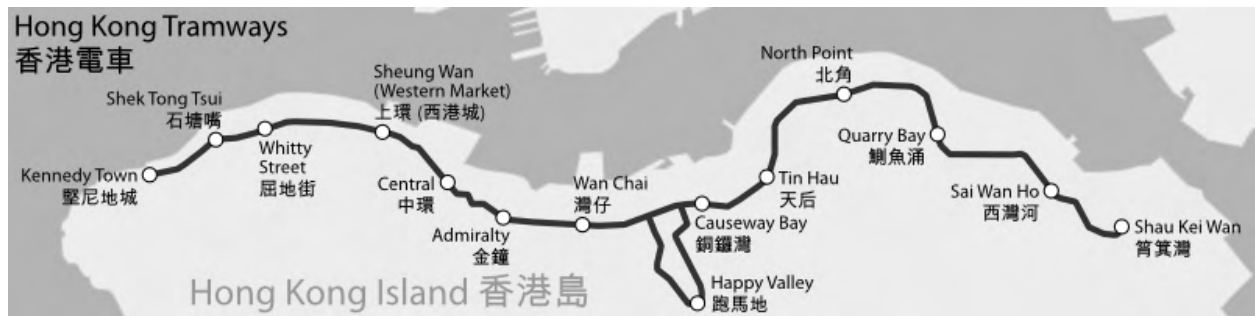 Hong Kong Tramways
香港電車
Kennedy Town
堅尼地城
Shek Tong Tsui
石塘嘴
Whitty
Street
屈地街
Sheung Wan
(Western Market)
上環 (西港城)
Central
中環
Admiralty
金鐘
Wan Chai
灣仔
Causeway Bay
銅鑼灣
Happy Valley
跑馬地
Tin Hau
天后
North Point
北角
Quarry Bay
鰂魚涌
Sai Wan Ho
西灣河
Shau Kei Wan
筲箕灣
Hong Kong Island 香港島